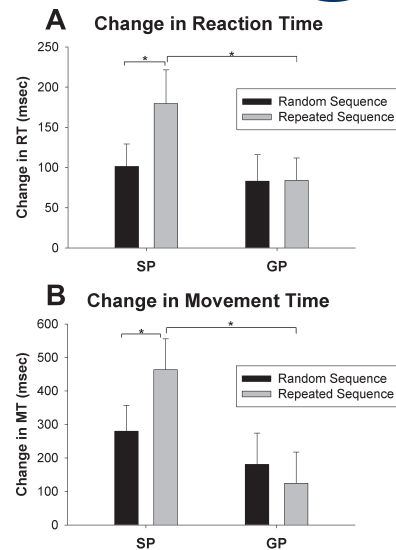 A Change in Reaction Time
250
200
150
100
50
0
Change in RT (msec)
*
*
Random Sequence
Repeated Sequence
SP GP
B Change in Movement Time
600
500
400
300
200
100
0
Change in MT (msec)
*
*
Random Sequence
Repeated Sequence
SP GP